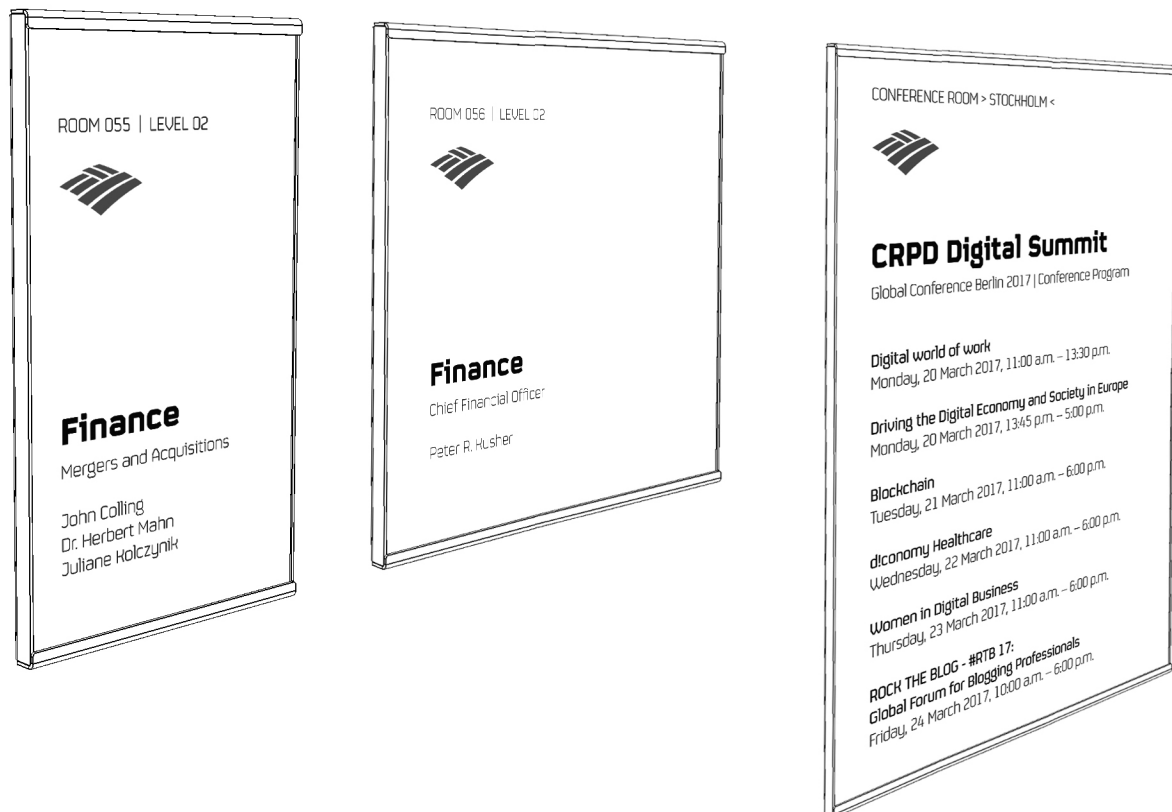 ROOM 055 | LEVEL 02
Finance
Mergers and Acquisitions
John Colling
Dr. Herbert Mahn
Juliane Kolczynik
ROOM 056 | LEVEL 02
Finance
Chief Financial Officer
Peter R. Kusher
CONFERENCE ROOM > STOCKHOLM <
CRPD Digital Summit
Global Conference Berlin 2017 | Conference Program
Digital world of work
Monday, 20 March 2017, 11:00 a.m. – 13:30 p.m.
Driving the Digital Economy and Society in Europe
Monday, 20 March 2017, 13:45 p.m. – 5:00 p.m.
Blockchain
Tuesday, 21 March 2017, 11:00 a.m. – 6:00 p.m.
d!conomy Healthcare
Wednesday, 22 March 2017, 11:00 a.m. – 6:00 p.m.
Women in Digital Business
Thursday, 23 March 2017, 11:00 a.m. – 6:00 p.m.
ROCK THE BLOG - #RTB 17:
Global Forum for Blogging Professionals
Friday, 24 March 2017, 10:00 a.m. – 6:00 p.m.